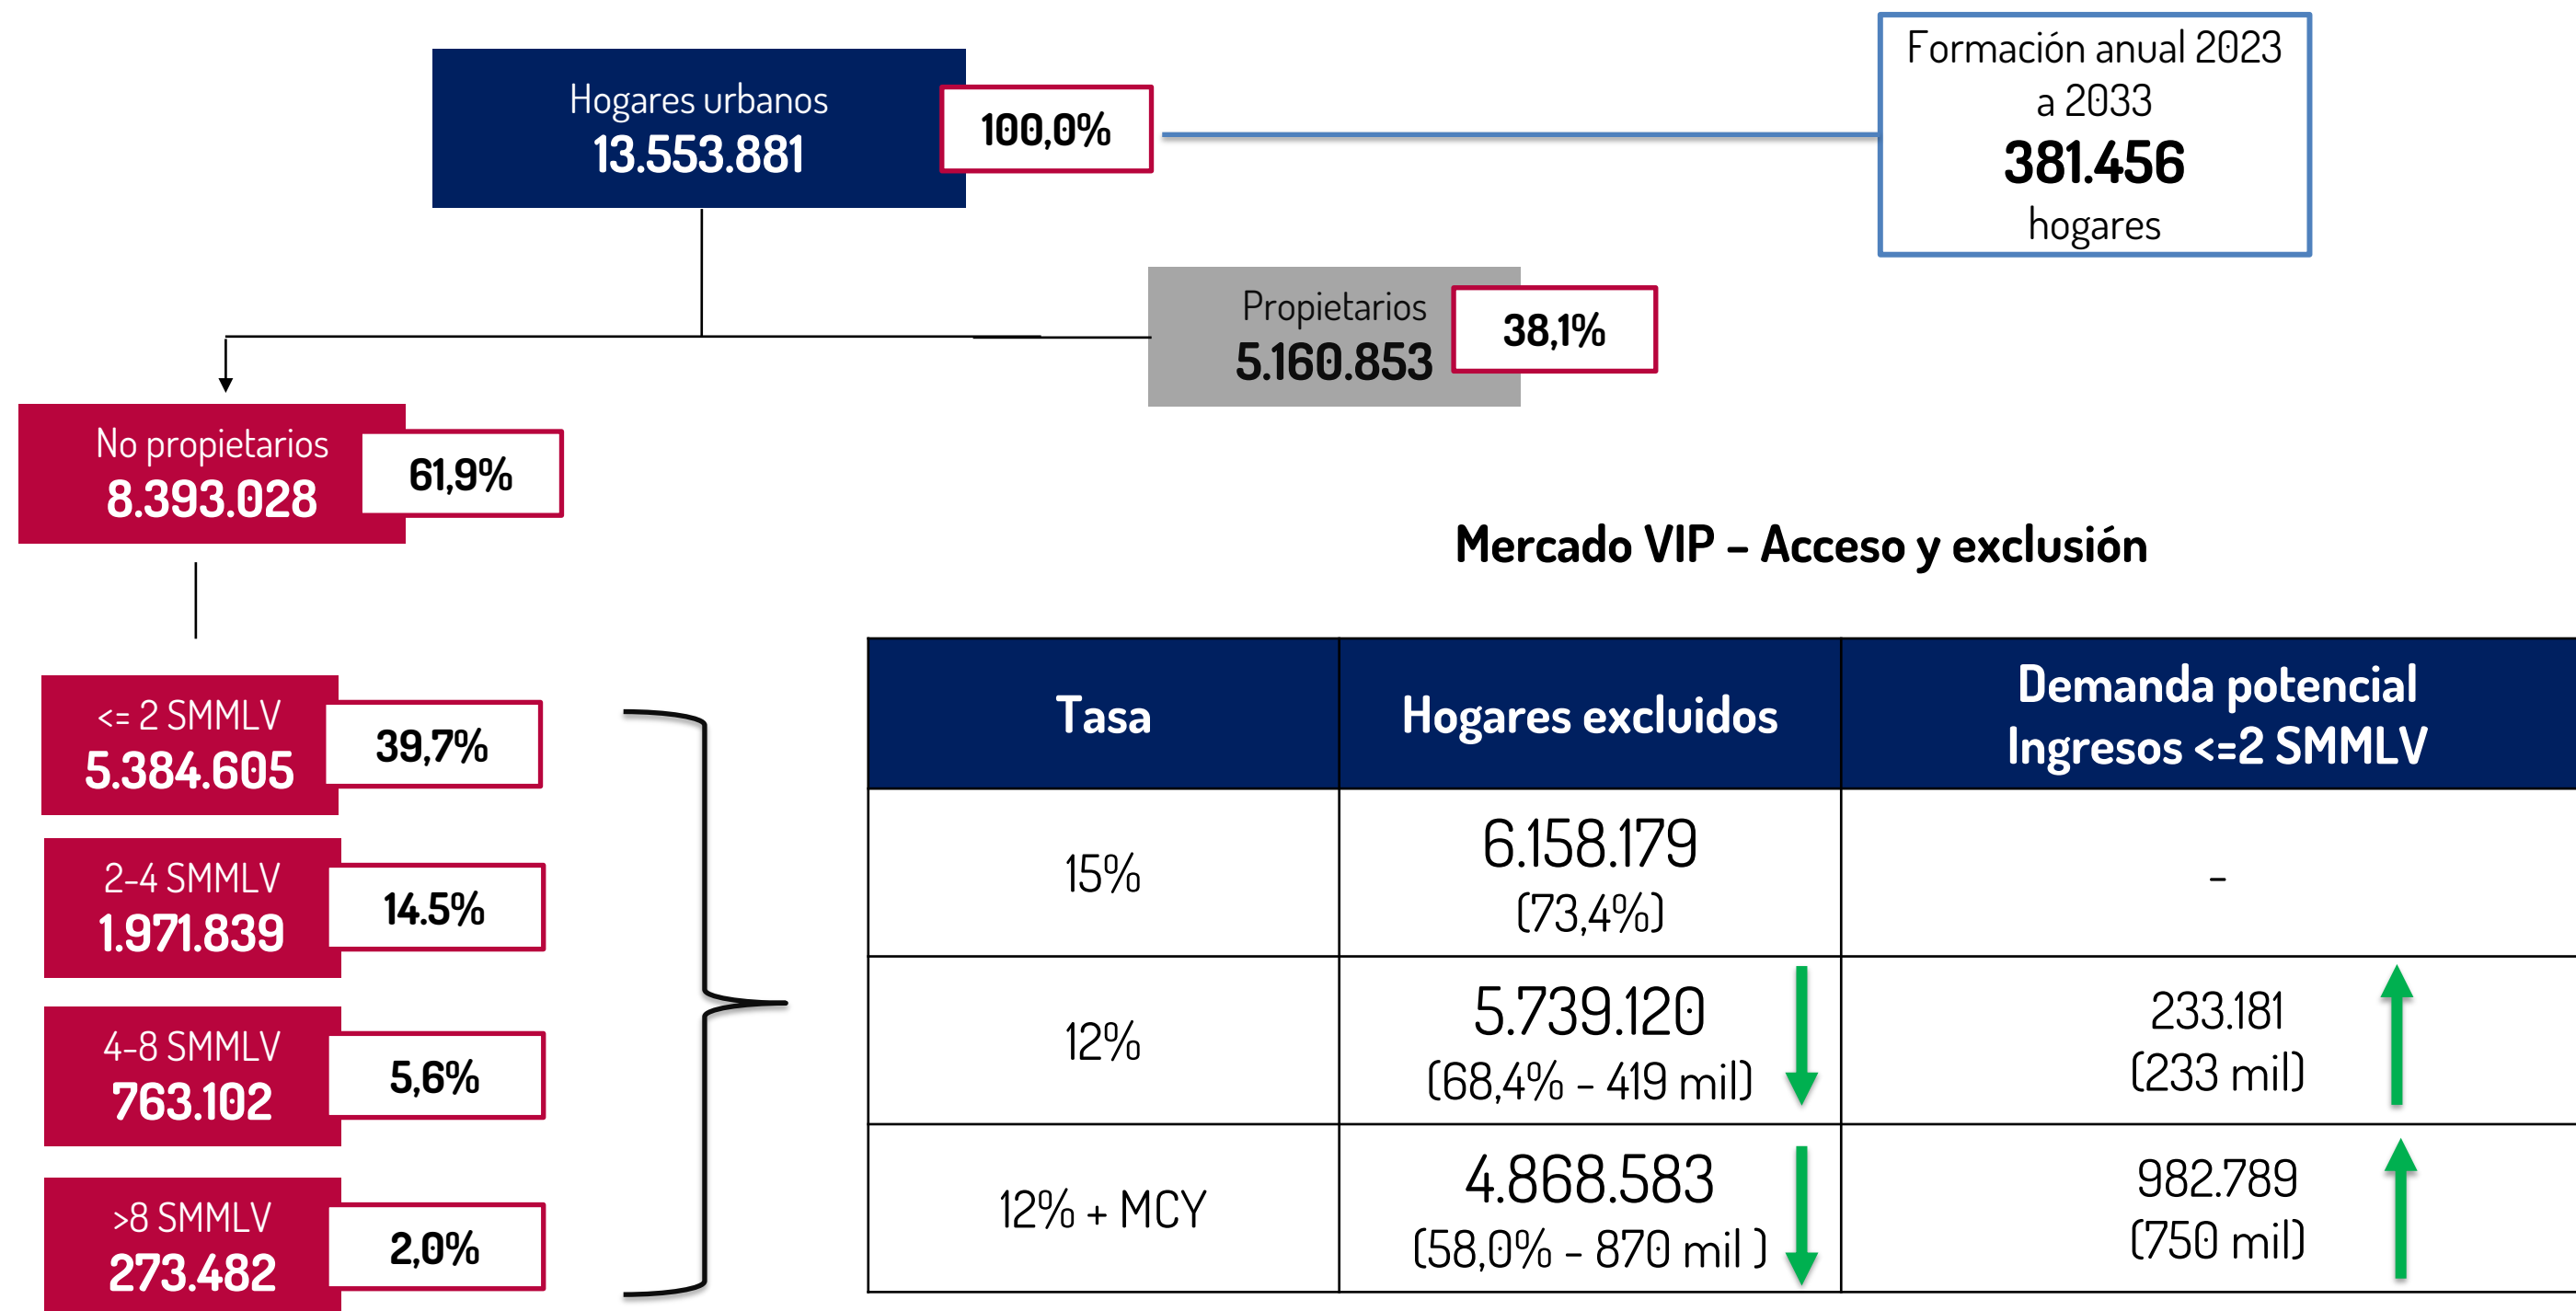 Hogares urbanos
13.553.881
100,0%
Formación anual 2023
a 2033
381.456
hogares
Propietarios
5.160.853
38,1%
No propietarios
8.393.028
61,9%
<= 2 SMMLV
5.384.605
39,7%
2-4 SMMLV
1.971.839
14.5%
4-8 SMMLV
763.102
5,6%
>8 SMMLV
273.482
2,0%
Mercado VIP – Acceso y exclusión
Tasa
Hogares excluidos
Demanda potencial
Ingresos <=2 SMMLV
15%
6.158.179
(73,4%)
-
12%
5.739.120
(68,4% - 419 mil)
233.181
(233 mil)
12% + MCY
4.868.583
(58,0% - 870 mil )
982.789
(750 mil)